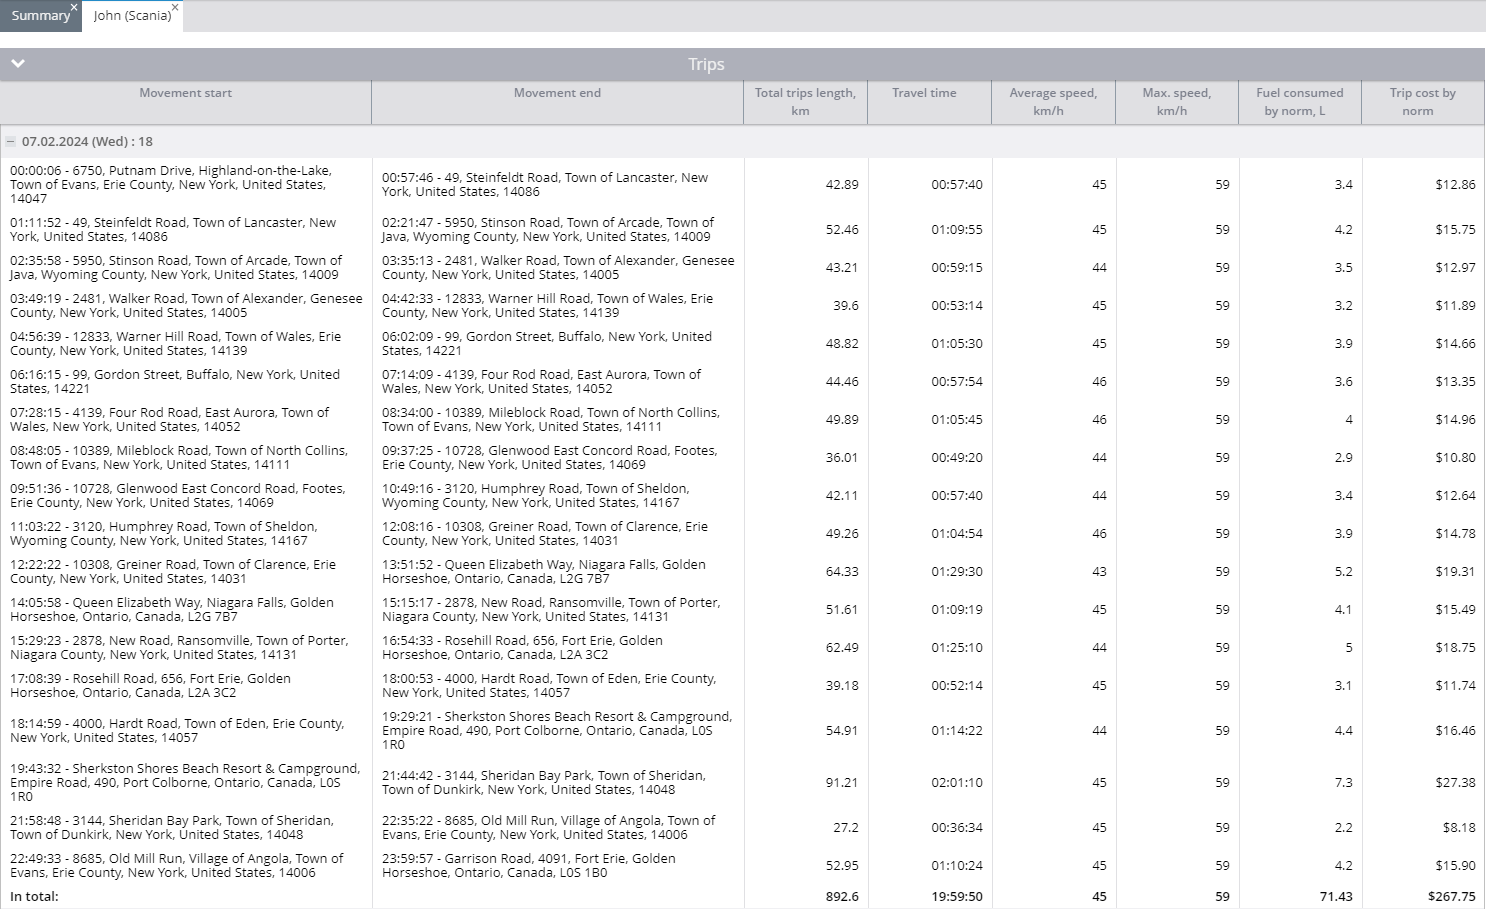 Summary
John (Scania)
Trips
Movement start
Movement end
Total trips length,
km
Travel time
Average speed,
km/h
Max. speed,
km/h
Fuel consumed
by norm, L
Trip cost by
norm
07.02.2024 (Wed) : 18
00:00:06 - 6750, Putnam Drive, Highland-on-the-Lake,
Town of Evans, Erie County, New York, United States,
14047
00:57:46 - 49, Steinfeldt Road, Town of Lancaster, New
York, United States, 14086
42.89 00:57:40 45 59 3.4 $12.86
01:11:52 - 49, Steinfeldt Road, Town of Lancaster, New
York, United States, 14086
02:21:47 - 5950, Stinson Road, Town of Arcade, Town of
Java, Wyoming County, New York, United States, 14009
52.46 01:09:55 45 59 4.2 $15.75
02:35:58 - 5950, Stinson Road, Town of Arcade, Town of
Java, Wyoming County, New York, United States, 14009
03:35:13 - 2481, Walker Road, Town of Alexander, Genesee
County, New York, United States, 14005
43.21 00:59:15 44 59 3.5 $12.97
03:49:19 - 2481, Walker Road, Town of Alexander, Genesee
County, New York, United States, 14005
04:42:33 - 12833, Warner Hill Road, Town of Wales, Erie
County, New York, United States, 14139
39.6 00:53:14 45 59 3.2 $11.89
04:56:39 - 12833, Warner Hill Road, Town of Wales, Erie
County, New York, United States, 14139
06:02:09 - 99, Gordon Street, Buffalo, New York, United
States, 14221
48.82 01:05:30 45 59 3.9 $14.66
06:16:15 - 99, Gordon Street, Buffalo, New York, United
States, 14221
07:14:09 - 4139, Four Rod Road, East Aurora, Town of
Wales, New York, United States, 14052
44.46 00:57:54 46 59 3.6 $13.35
07:28:15 - 4139, Four Rod Road, East Aurora, Town of
Wales, New York, United States, 14052
08:34:00 - 10389, Mileblock Road, Town of North Collins,
Town of Evans, New York, United States, 14111
49.89 01:05:45 46 59 4 $14.96
08:48:05 - 10389, Mileblock Road, Town of North Collins,
Town of Evans, New York, United States, 14111
09:37:25 - 10728, Glenwood East Concord Road, Footes,
Erie County, New York, United States, 14069
36.01 00:49:20 44 59 2.9 $10.80
09:51:36 - 10728, Glenwood East Concord Road, Footes,
Erie County, New York, United States, 14069
10:49:16 - 3120, Humphrey Road, Town of Sheldon,
Wyoming County, New York, United States, 14167
42.11 00:57:40 44 59 3.4 $12.64
11:03:22 - 3120, Humphrey Road, Town of Sheldon,
Wyoming County, New York, United States, 14167
12:08:16 - 10308, Greiner Road, Town of Clarence, Erie
County, New York, United States, 14031
49.26 01:04:54 46 59 3.9 $14.78
12:22:22 - 10308, Greiner Road, Town of Clarence, Erie
County, New York, United States, 14031
13:51:52 - Queen Elizabeth Way, Niagara Falls, Golden
Horseshoe, Ontario, Canada, L2G 7B7
64.33 01:29:30 43 59 5.2 $19.31
14:05:58 - Queen Elizabeth Way, Niagara Falls, Golden
Horseshoe, Ontario, Canada, L2G 7B7
15:15:17 - 2878, New Road, Ransomville, Town of Porter,
Niagara County, New York, United States, 14131
51.61 01:09:19 45 59 4.1 $15.49
15:29:23 - 2878, New Road, Ransomville, Town of Porter,
Niagara County, New York, United States, 14131
16:54:33 - Rosehill Road, 656, Fort Erie, Golden
Horseshoe, Ontario, Canada, L2A 3C2
62.49 01:25:10 44 59 5 $18.75
17:08:39 - Rosehill Road, 656, Fort Erie, Golden
Horseshoe, Ontario, Canada, L2A 3C2
18:00:53 - 4000, Hardt Road, Town of Eden, Erie County,
New York, United States, 14057
39.18 00:52:14 45 59 3.1 $11.74
18:14:59 - 4000, Hardt Road, Town of Eden, Erie County,
New York, United States, 14057
19:29:21 - Sherkston Shores Beach Resort & Campground,
Empire Road, 490, Port Colborne, Ontario, Canada, L0S
1R0
54.91 01:14:22 44 59 4.4 $16.46
19:43:32 - Sherkston Shores Beach Resort & Campground,
Empire Road, 490, Port Colborne, Ontario, Canada, L0S
1R0
21:44:42 - 3144, Sheridan Bay Park, Town of Sheridan,
Town of Dunkirk, New York, United States, 14048
91.21 02:01:10 45 59 7.3 $27.38
21:58:48 - 3144, Sheridan Bay Park, Town of Sheridan,
Town of Dunkirk, New York, United States, 14048
22:35:22 - 8685, Old Mill Run, Village of Angola, Town of
Evans, Erie County, New York, United States, 14006
27.2 00:36:34 45 59 2.2 $8.18
22:49:33 - 8685, Old Mill Run, Village of Angola, Town of
Evans, Erie County, New York, United States, 14006
23:59:57 - Garrison Road, 4091, Fort Erie, Golden
Horseshoe, Ontario, Canada, L0S 1B0
52.95 01:10:24 45 59 4.2 $15.90
In total: 892.6 19:59:50 45 59 71.43 $267.75